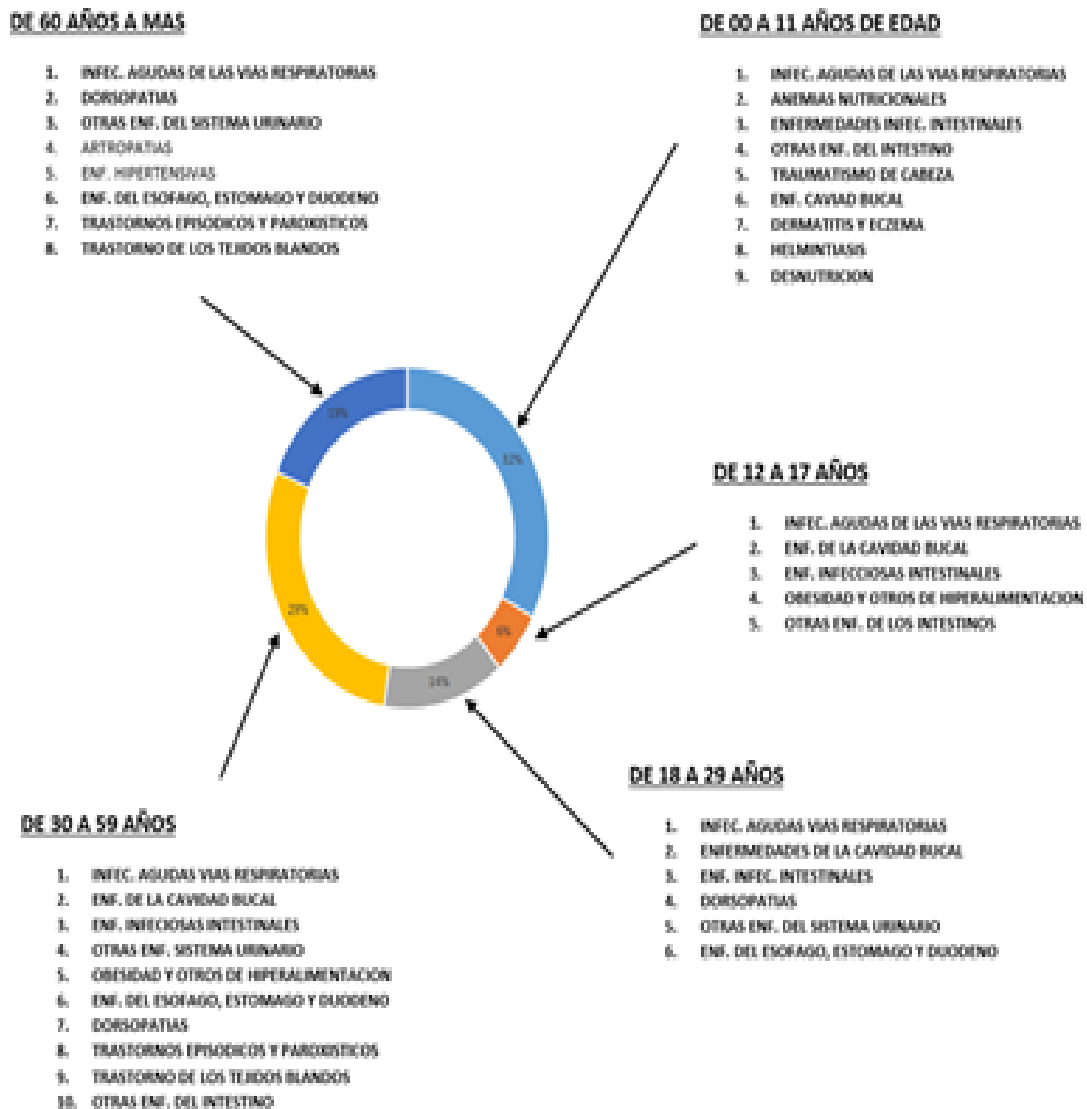 DE 60 AÑOS A MAS
1. INFEC. AGUDAS DE LAS VIAS RESPIRATORIAS
2. DORSOPATIAS
3. OTRAS ENF. DEL SISTEMA URINARIO
4. ARTROPATIAS
5. ENF. HIPERTENSIVAS
6. ENF. DEL ESOFAGO, ESTOMAGO Y DUODENO
7. TRASTORNOS EPISODICOS Y PAROXISTICOS
8. TRASTORNO DE LOS TEJIDOS BLANDOS
DE 00 A 11 AÑOS DE EDAD
1. INFEC. AGUDAS DE LAS VIAS RESPIRATORIAS
2. ANEMIAS NUTRICIONALES
3. ENFERMEDADES INFEC. INTESTINALES
4. OTRAS ENF. DEL INTESTINO
5. TRAUMATISMO DE CABEZA
6. ENF. CAVIAD BUCAL
7. DERMATITIS Y ECZEMA
8. HELMINTIASIS
9. DESNUTRICION
19%
32%
6%
14%
29%
DE 12 A 17 AÑOS
1. INFEC. AGUDAS DE LAS VIAS RESPIRATORIAS
2. ENF. DE LA CAVIDAD BUCAL
3. ENF. INFECCIOSAS INTESTINALES
4. OBESIDAD Y OTROS DE HIPERALIMENTACION
5. OTRAS ENF. DE LOS INTESTINOS
DE 18 A 29 AÑOS
1. INFEC. AGUDAS VIAS RESPIRATORIAS
2. ENFERMEDADES DE LA CAVIDAD BUCAL
3. ENF. INFEC. INTESTINALES
4. DORSOPATIAS
5. OTRAS ENF. DEL SISTEMA URINARIO
6. ENF. DEL ESOFAGO, ESTOMAGO Y DUODENO
DE 30 A 59 AÑOS
1. INFEC. AGUDAS VIAS RESPIRATORIAS
2. ENF. DE LA CAVIDAD BUCAL
3. ENF. INFECIOSAS INTESTINALES
4. OTRAS ENF. SISTEMA URINARIO
5. OBESIDAD Y OTROS DE HIPERALIMENTACION
6. ENF. DEL ESOFAGO, ESTOMAGO Y DUODENO
7. DORSOPATIAS
8. TRASTORNOS EPISODICOS Y PAROXISTICOS
9. TRASTORNO DE LOS TEJIDOS BLANDOS
10. OTRAS ENF. DEL INTESTINO